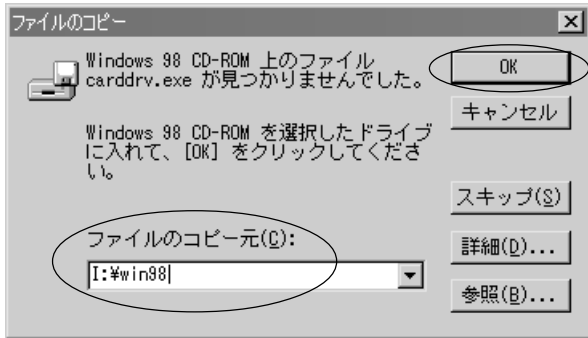 ファイルのコピー
Windows 98 CD-ROM 上のファイル
carddrv.exe が見つかりませんでした。
Windows 98 CD-ROM を選択したドライブ
に入れて、[OK] をクリックしてくださ
い。
ファイルのコピー元(C):
I:¥win98
OK
キャンセル
スキップ(S)
詳細(D)...
参照(B)...